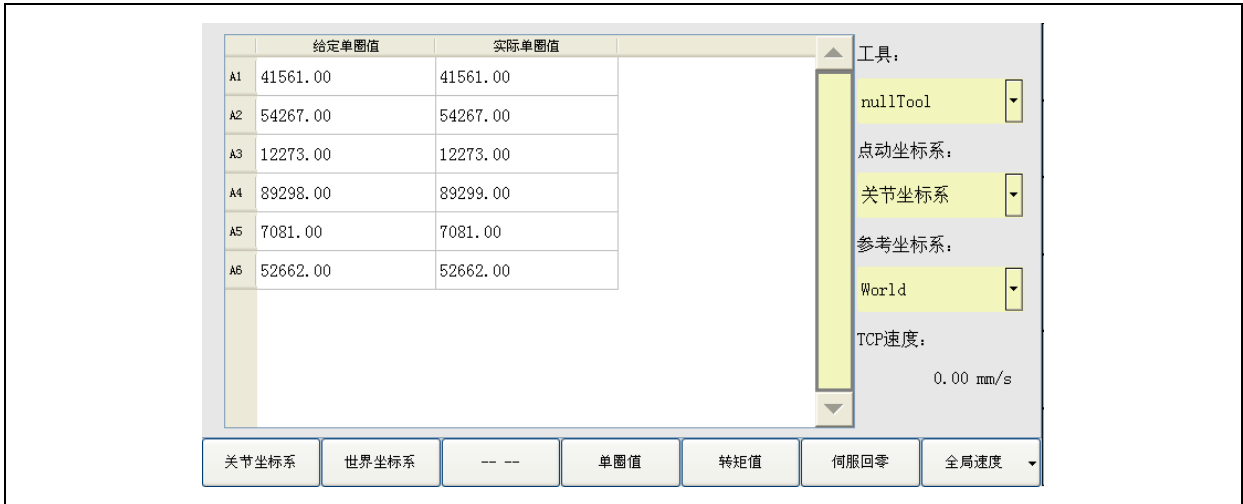 给定单圈值 实际单圈值
A1 41561.00 41561.00
A2 54267.00 54267.00
A3 12273.00 12273.00
A4 89298.00 89299.00
A5 7081.00 7081.00
A6 52662.00 52662.00
工具:
nullTool
点动坐标系:
关节坐标系
参考坐标系:
World
TCP速度:
0.00 mm/s
关节坐标系 世界坐标系 -- -- 单圈值 转矩值 伺服回零 全局速度